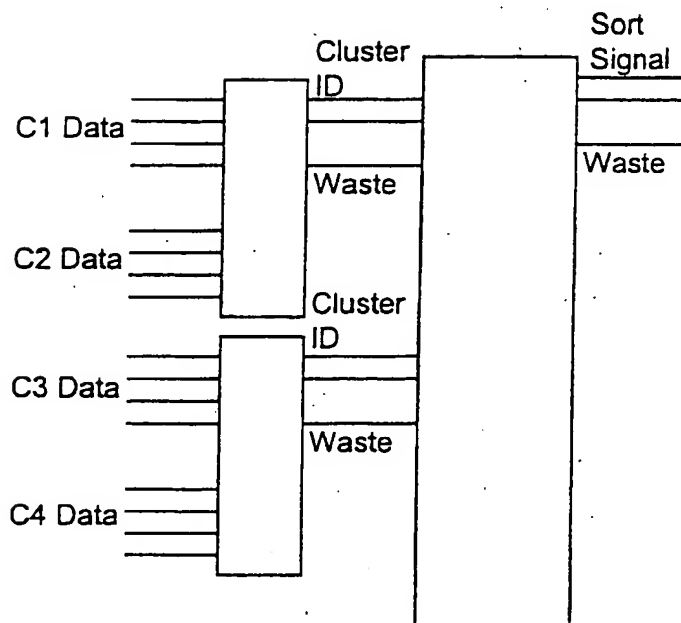 Sort
Signal
Cluster
ID
C1 Data
Waste
Waste
C2 Data
Cluster
ID
C3 Data
Waste
C4 Data